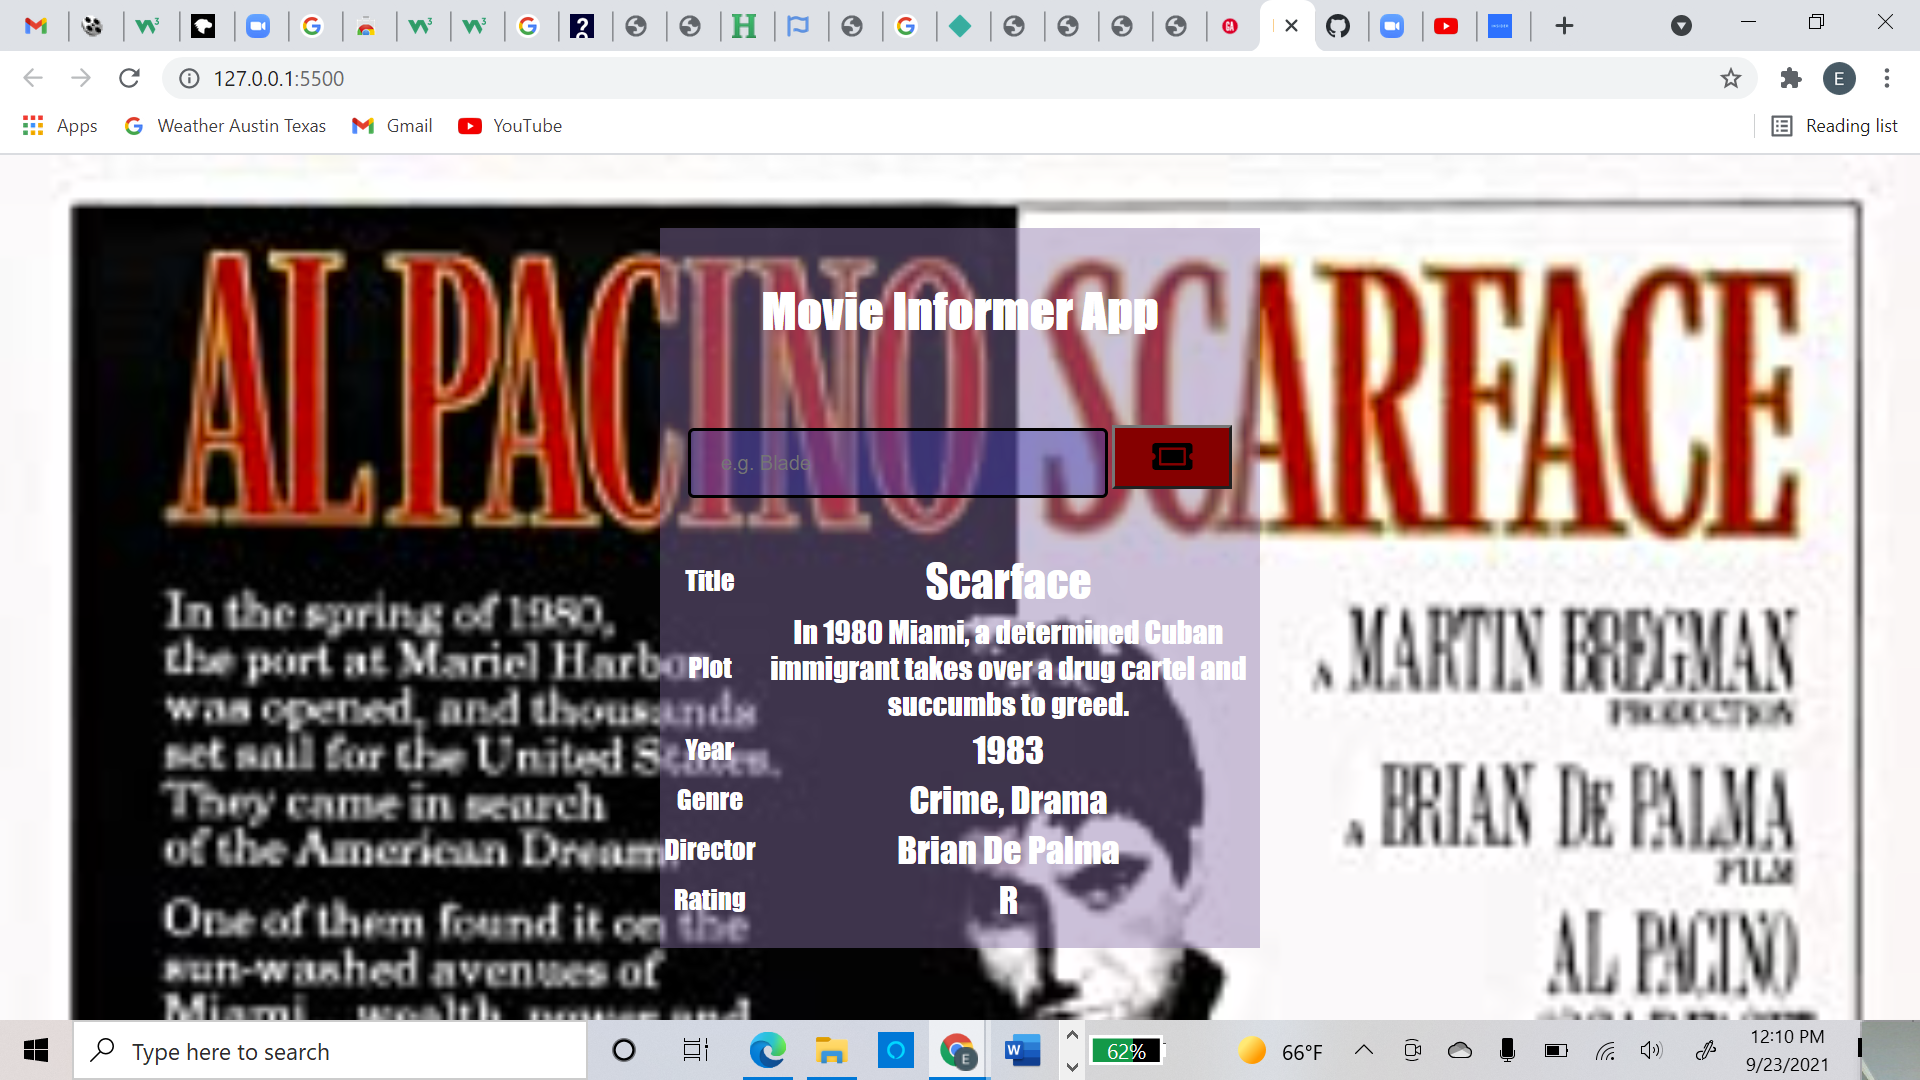 127.0.0.1:5500
Apps
Weather Austin Texas
Gmail
YouTube
Reading list
AL PACINO SCARFACE
Movie Informer App
e.g. Blade
Title
Scarface
Plot
In 1980 Miami, a determined Cuban
immigrant takes over a drug cartel and
succumbs to greed.
Year
1983
Genre
Crime, Drama
Director
Brian De Palma
Rating
R
In the spring of 1980,
the port at Mariel Harbo
was opened, and thousands
set sail for the United States.
They came in search
of the American Dream
One of them found it on the
sun-washed avenues of
Miami... wealth, power and
A MARTIN BREGMAN
PRODUCTION
A BRIAN DE PALMA
FILM
AL PACINO
Type here to search
62%
66°F
12:10 PM
9/23/2021